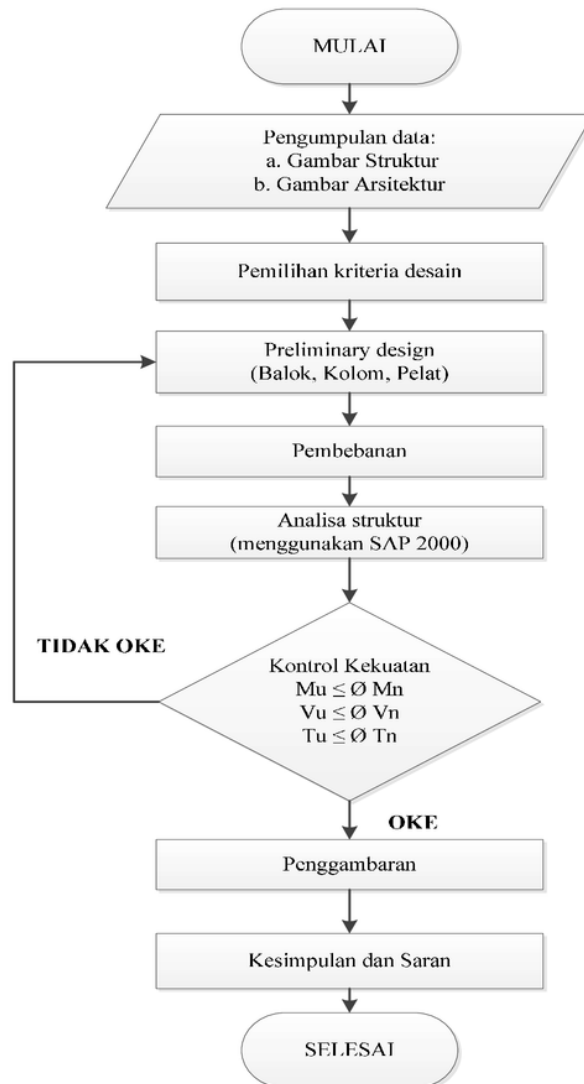 MULAI
Pengumpulan data:
a. Gambar Struktur
b. Gambar Arsitektur
Pemilihan kriteria desain
Preliminary design
(Balok, Kolom, Pelat)
Pembebanan
Analisa struktur
(menggunakan SAP 2000)
TIDAK OKE
Kontrol Kekuatan
Mu ≤ Ø Mn
Vu ≤ Ø Vn
Tu ≤ Ø Tn
OKE
Penggambaran
Kesimpulan dan Saran
SELESAI